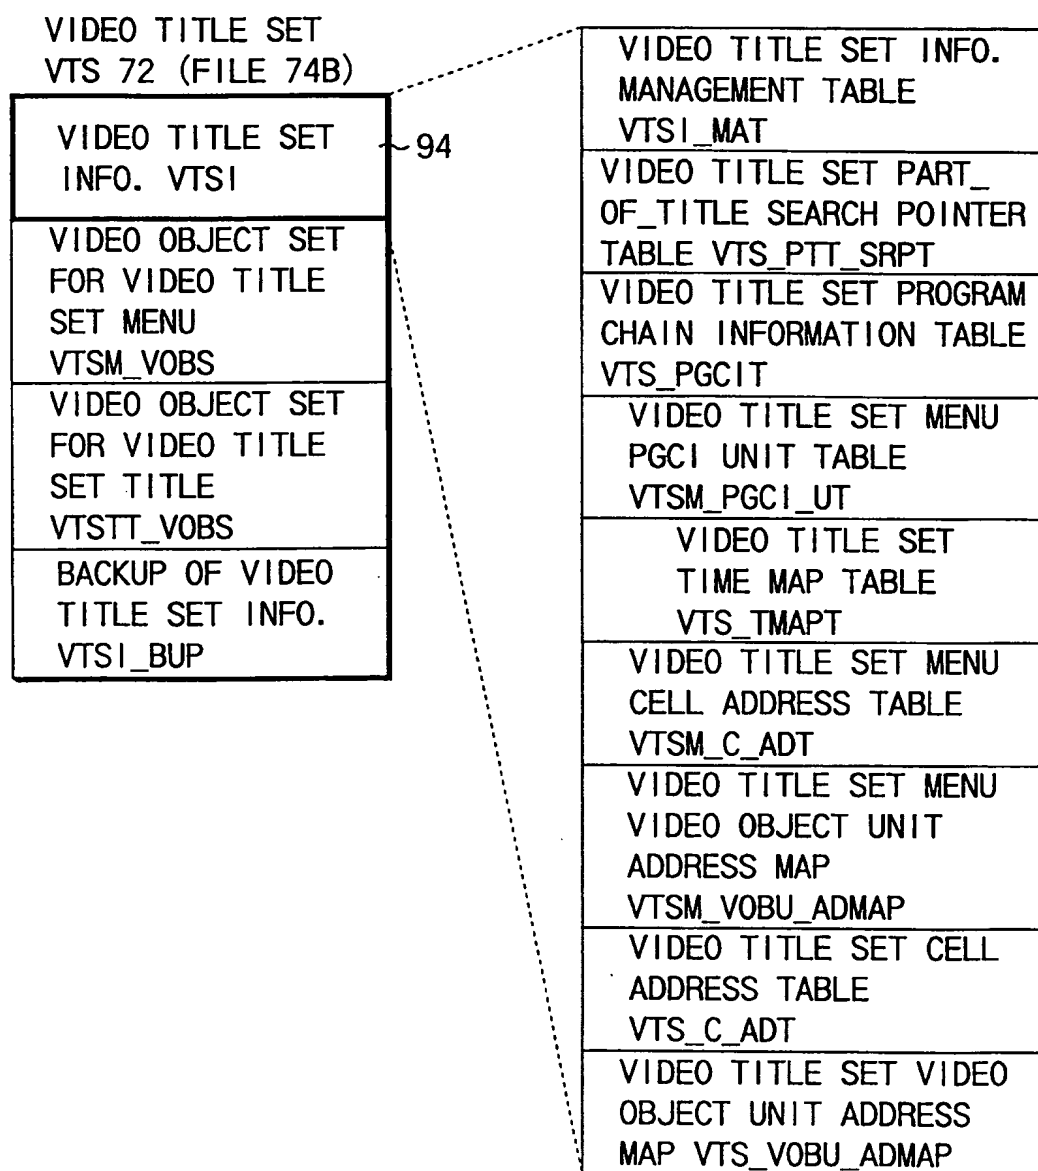 VIDEO TITLE SET
VTS 72 (FILE 74B)
VIDEO TITLE SET
INFO. VTSI
94
VIDEO OBJECT SET
FOR VIDEO TITLE
SET MENU
VTSM_VOBS
VIDEO OBJECT SET
FOR VIDEO TITLE
SET TITLE
VTSTT_VOBS
BACKUP OF VIDEO
TITLE SET INFO.
VTSI_BUP
VIDEO TITLE SET INFO.
MANAGEMENT TABLE
VTSI_MAT
VIDEO TITLE SET PART_
OF_TITLE SEARCH POINTER
TABLE VTS_PTT_SRPT
VIDEO TITLE SET PROGRAM
CHAIN INFORMATION TABLE
VTS_PGCIT
VIDEO TITLE SET MENU
PGCI UNIT TABLE
VTSM_PGCI_UT
VIDEO TITLE SET
TIME MAP TABLE
VTS_TMAPT
VIDEO TITLE SET MENU
CELL ADDRESS TABLE
VTSM_C_ADT
VIDEO TITLE SET MENU
VIDEO OBJECT UNIT
ADDRESS MAP
VTSM_VOBU_ADMAP
VIDEO TITLE SET CELL
ADDRESS TABLE
VTS_C_ADT
VIDEO TITLE SET VIDEO
OBJECT UNIT ADDRESS
MAP VTS_VOBU_ADMAP